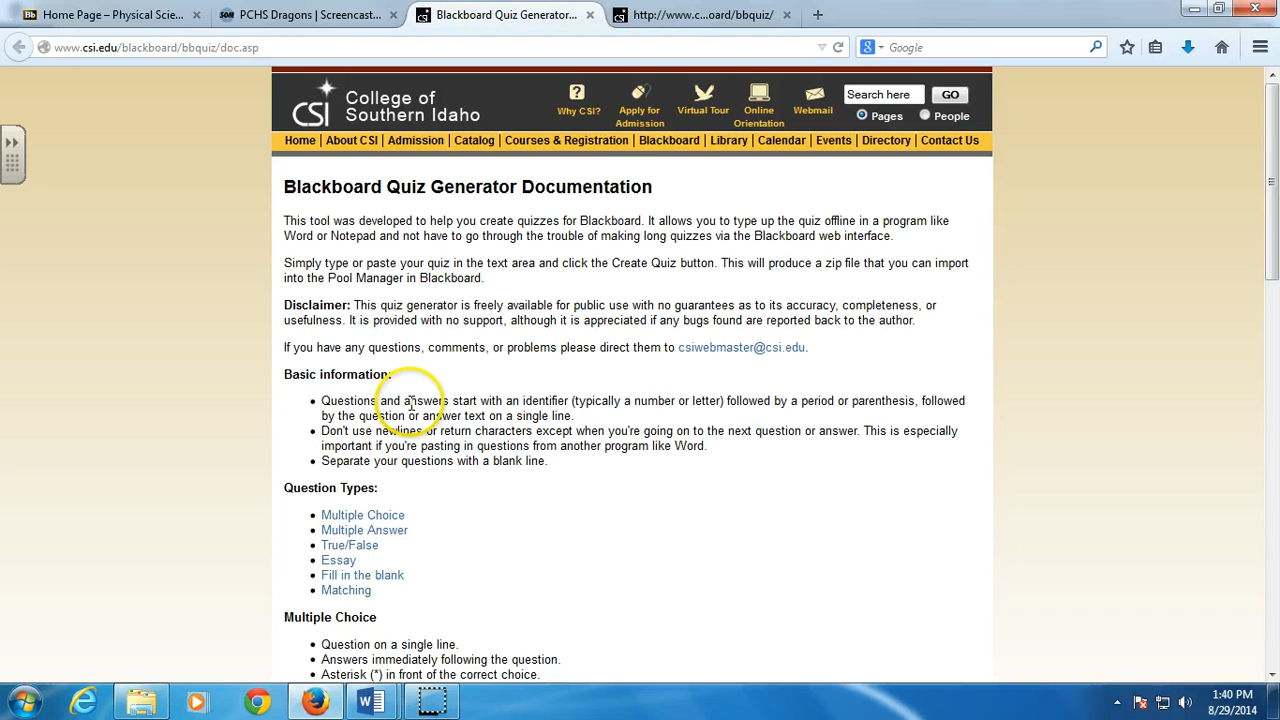 Home Page – Physical Scie...
PCHS Dragons | Screencast...
Blackboard Quiz Generator...
http://www.c...oard/bbquiz/
www.csi.edu/blackboard/bbquiz/doc.asp
Google
CSI
College of
Southern Idaho
Why CSI?
Apply for
Admission
Virtual Tour
Online
Orientation
Webmail
Search here
GO
Pages
People
Home | About CSI | Admission | Catalog | Courses & Registration | Blackboard | Library | Calendar | Events | Directory | Contact Us
Blackboard Quiz Generator Documentation
This tool was developed to help you create quizzes for Blackboard. It allows you to type up the quiz offline in a program like
Word or Notepad and not have to go through the trouble of making long quizzes via the Blackboard web interface.
Simply type or paste your quiz in the text area and click the Create Quiz button. This will produce a zip file that you can import
into the Pool Manager in Blackboard.
Disclaimer: This quiz generator is freely available for public use with no guarantees as to its accuracy, completeness, or
usefulness. It is provided with no support, although it is appreciated if any bugs found are reported back to the author.
If you have any questions, comments, or problems please direct them to csiwebmaster@csi.edu.
Basic information:
• Questions and answers start with an identifier (typically a number or letter) followed by a period or parenthesis, followed
by the question or answer text on a single line.
• Don't use newlines or return characters except when you're going on to the next question or answer. This is especially
important if you're pasting in questions from another program like Word.
• Separate your questions with a blank line.
Question Types:
• Multiple Choice
• Multiple Answer
• True/False
• Essay
• Fill in the blank
• Matching
Multiple Choice
• Question on a single line.
• Answers immediately following the question.
• Asterisk (*) in front of the correct choice.
1:40 PM
8/29/2014